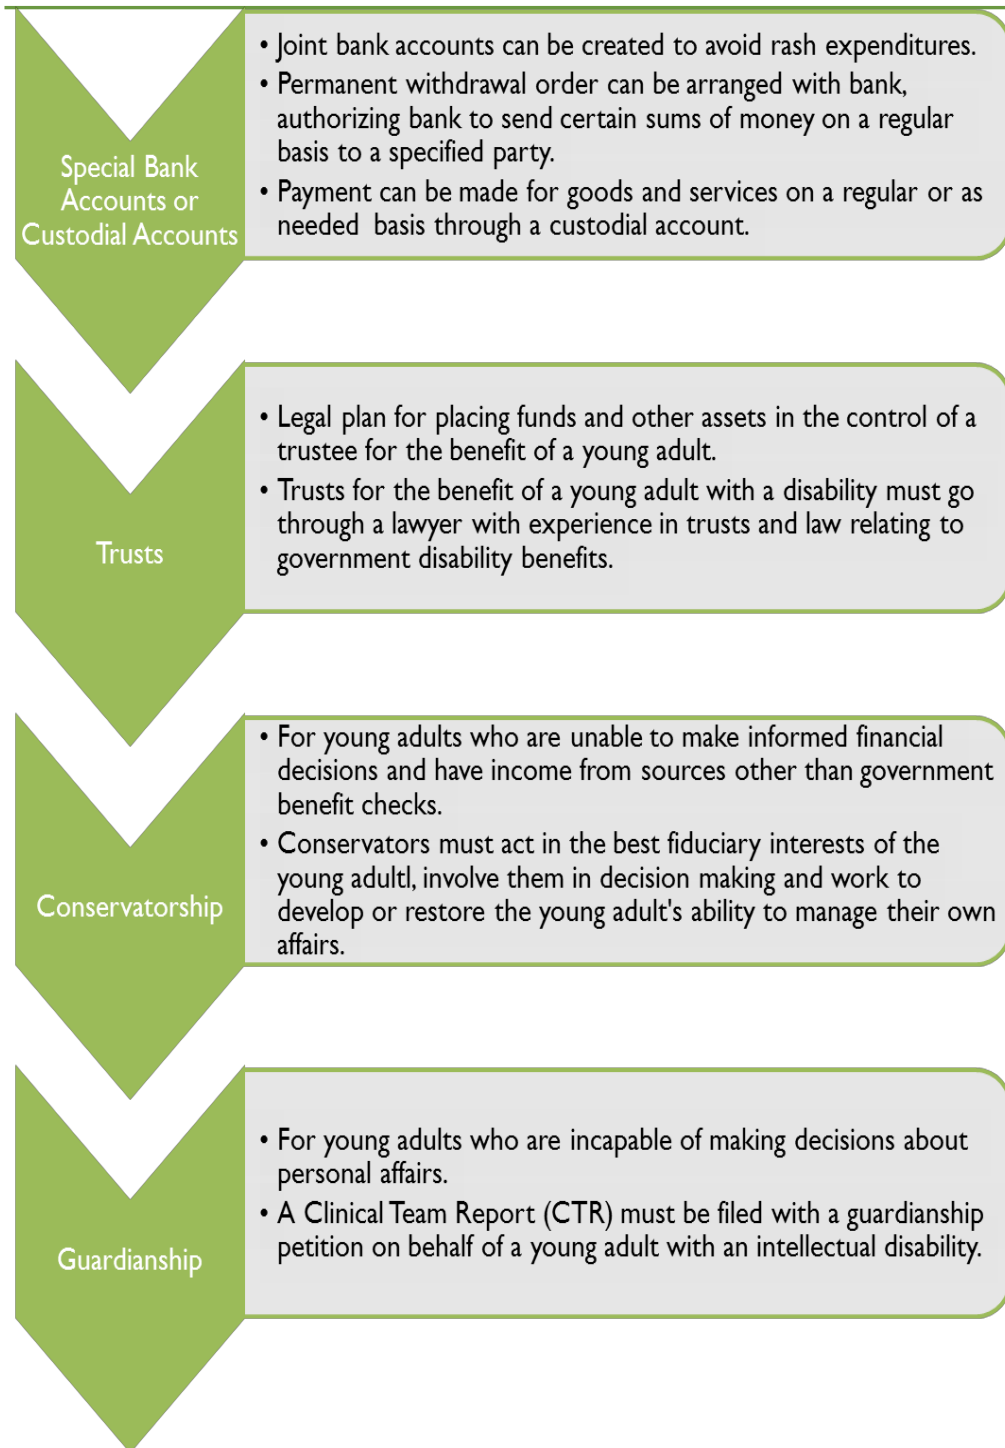 Special Bank
Accounts or
Custodial Accounts
• Joint bank accounts can be created to avoid rash expenditures.
• Permanent withdrawal order can be arranged with bank,
authorizing bank to send certain sums of money on a regular
basis to a specified party.
• Payment can be made for goods and services on a regular or as
needed basis through a custodial account.
Trusts
• Legal plan for placing funds and other assets in the control of a
trustee for the benefit of a young adult.
• Trusts for the benefit of a young adult with a disability must go
through a lawyer with experience in trusts and law relating to
government disability benefits.
Conservatorship
• For young adults who are unable to make informed financial
decisions and have income from sources other than government
benefit checks.
• Conservators must act in the best fiduciary interests of the
young adultl, involve them in decision making and work to
develop or restore the young adult's ability to manage their own
affairs.
Guardianship
• For young adults who are incapable of making decisions about
personal affairs.
• A Clinical Team Report (CTR) must be filed with a guardianship
petition on behalf of a young adult with an intellectual disability.